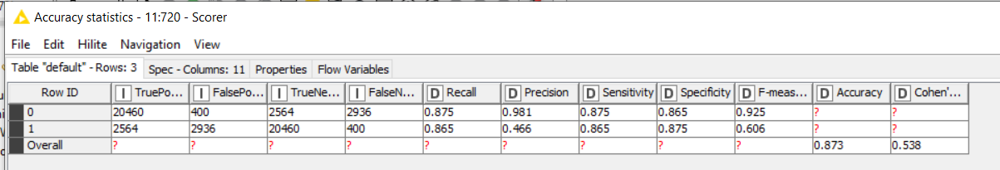 Accuracy statistics - 11:720 - Scorer
File Edit Hilite Navigation View
Table "default" - Rows: 3 Spec - Columns: 11 Properties Flow Variables
Row ID I TruePo... I FalsePo... I TrueNe... I FalseN... D Recall D Precision D Sensitivity D Specificity D F-meas... D Accuracy D Cohen'...
0 20460 400 2564 2936 0.875 0.981 0.875 0.865 0.925 ? ?
1 2564 2936 20460 400 0.865 0.466 0.865 0.875 0.606 ? ?
Overall ? ? ? ? ? ? ? ? ? 0.873 0.538